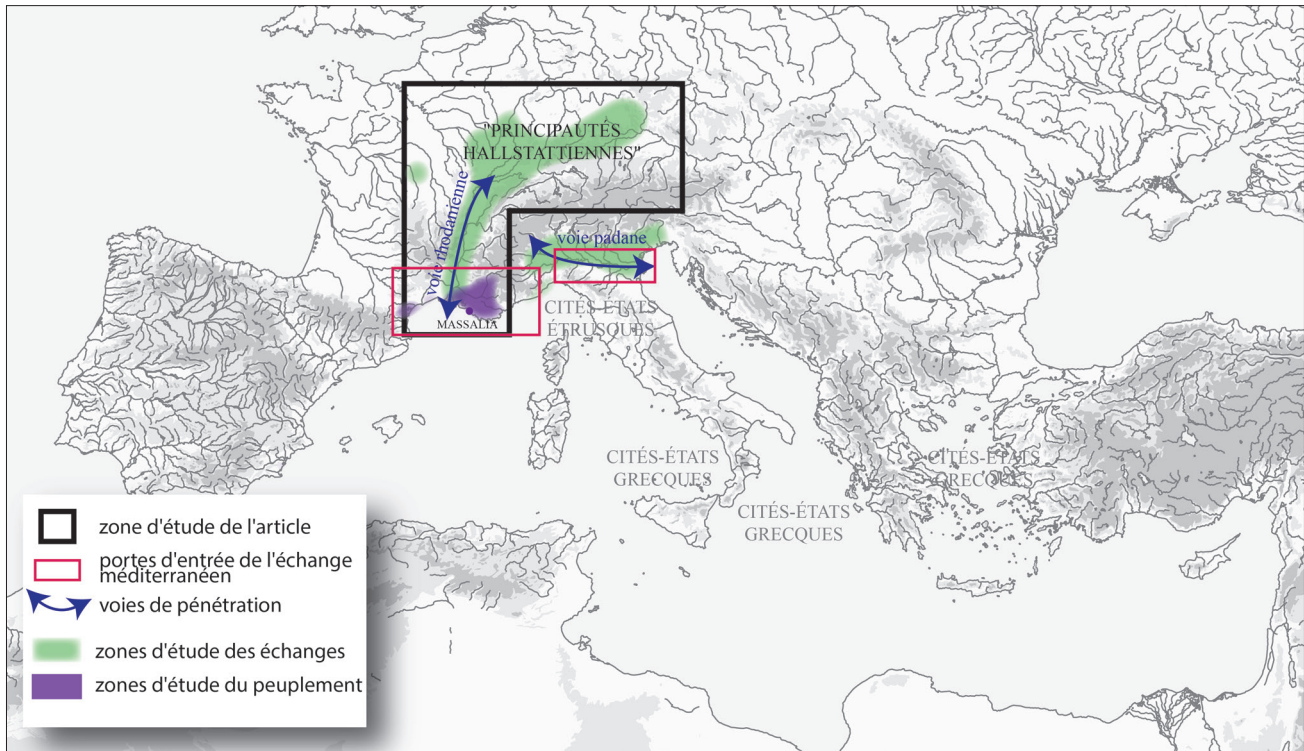 "PRINCIPAUTÉS
HALLSTATTIENNES"
voie rhodamienne
voie padane
MASSALIA
CITÉS-ÉTATS
ÉTRUSQUES
CITÉS-ÉTATS
GRECQUES
CITÉS-ÉTATS
GRECQUES
CITÉS-ÉTATS
GRECQUES
zone d'étude de l'article
portes d'entrée de l'échange
méditerranéen
voies de pénétration
zones d'étude des échanges
zones d'étude du peuplement